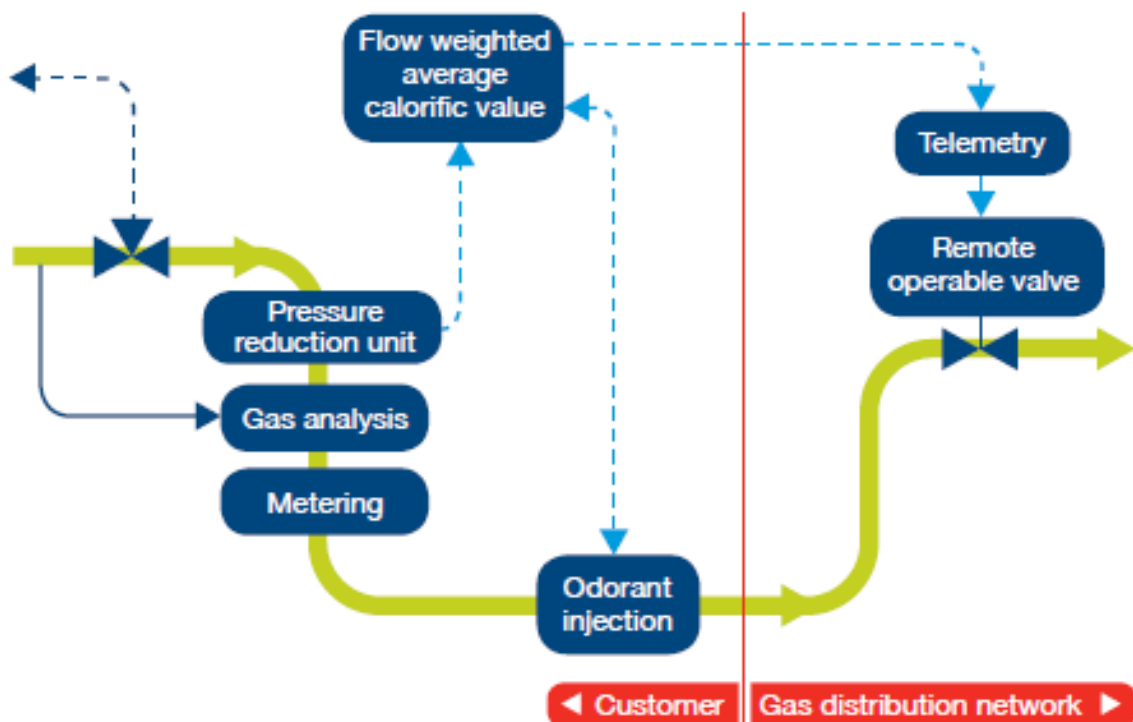 Flow weighted
average
calorific value
Telemetry
Remote
operable valve
Pressure
reduction unit
Gas analysis
Metering
Odorant
injection
◄ Customer
Gas distribution network ►